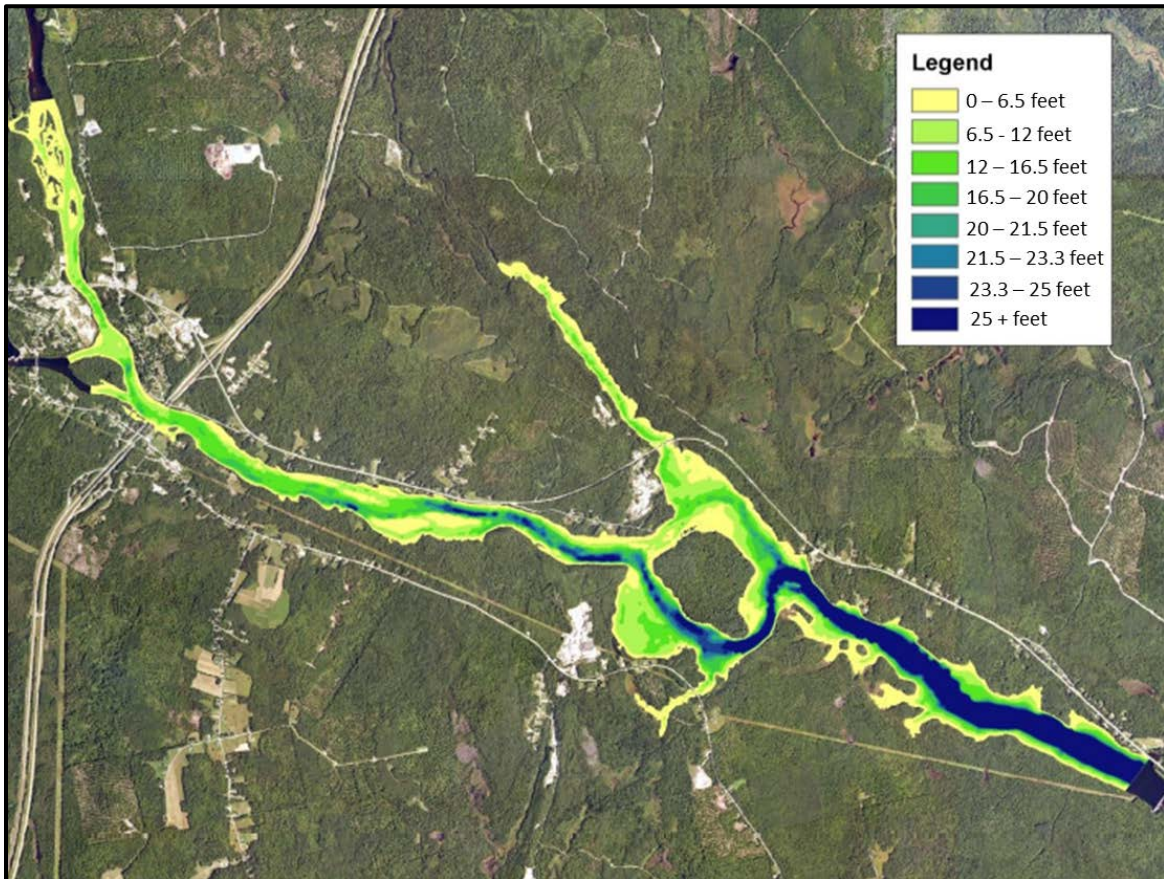 Legend
0 – 6.5 feet
6.5 - 12 feet
12 – 16.5 feet
16.5 – 20 feet
20 – 21.5 feet
21.5 – 23.3 feet
23.3 – 25 feet
25 + feet